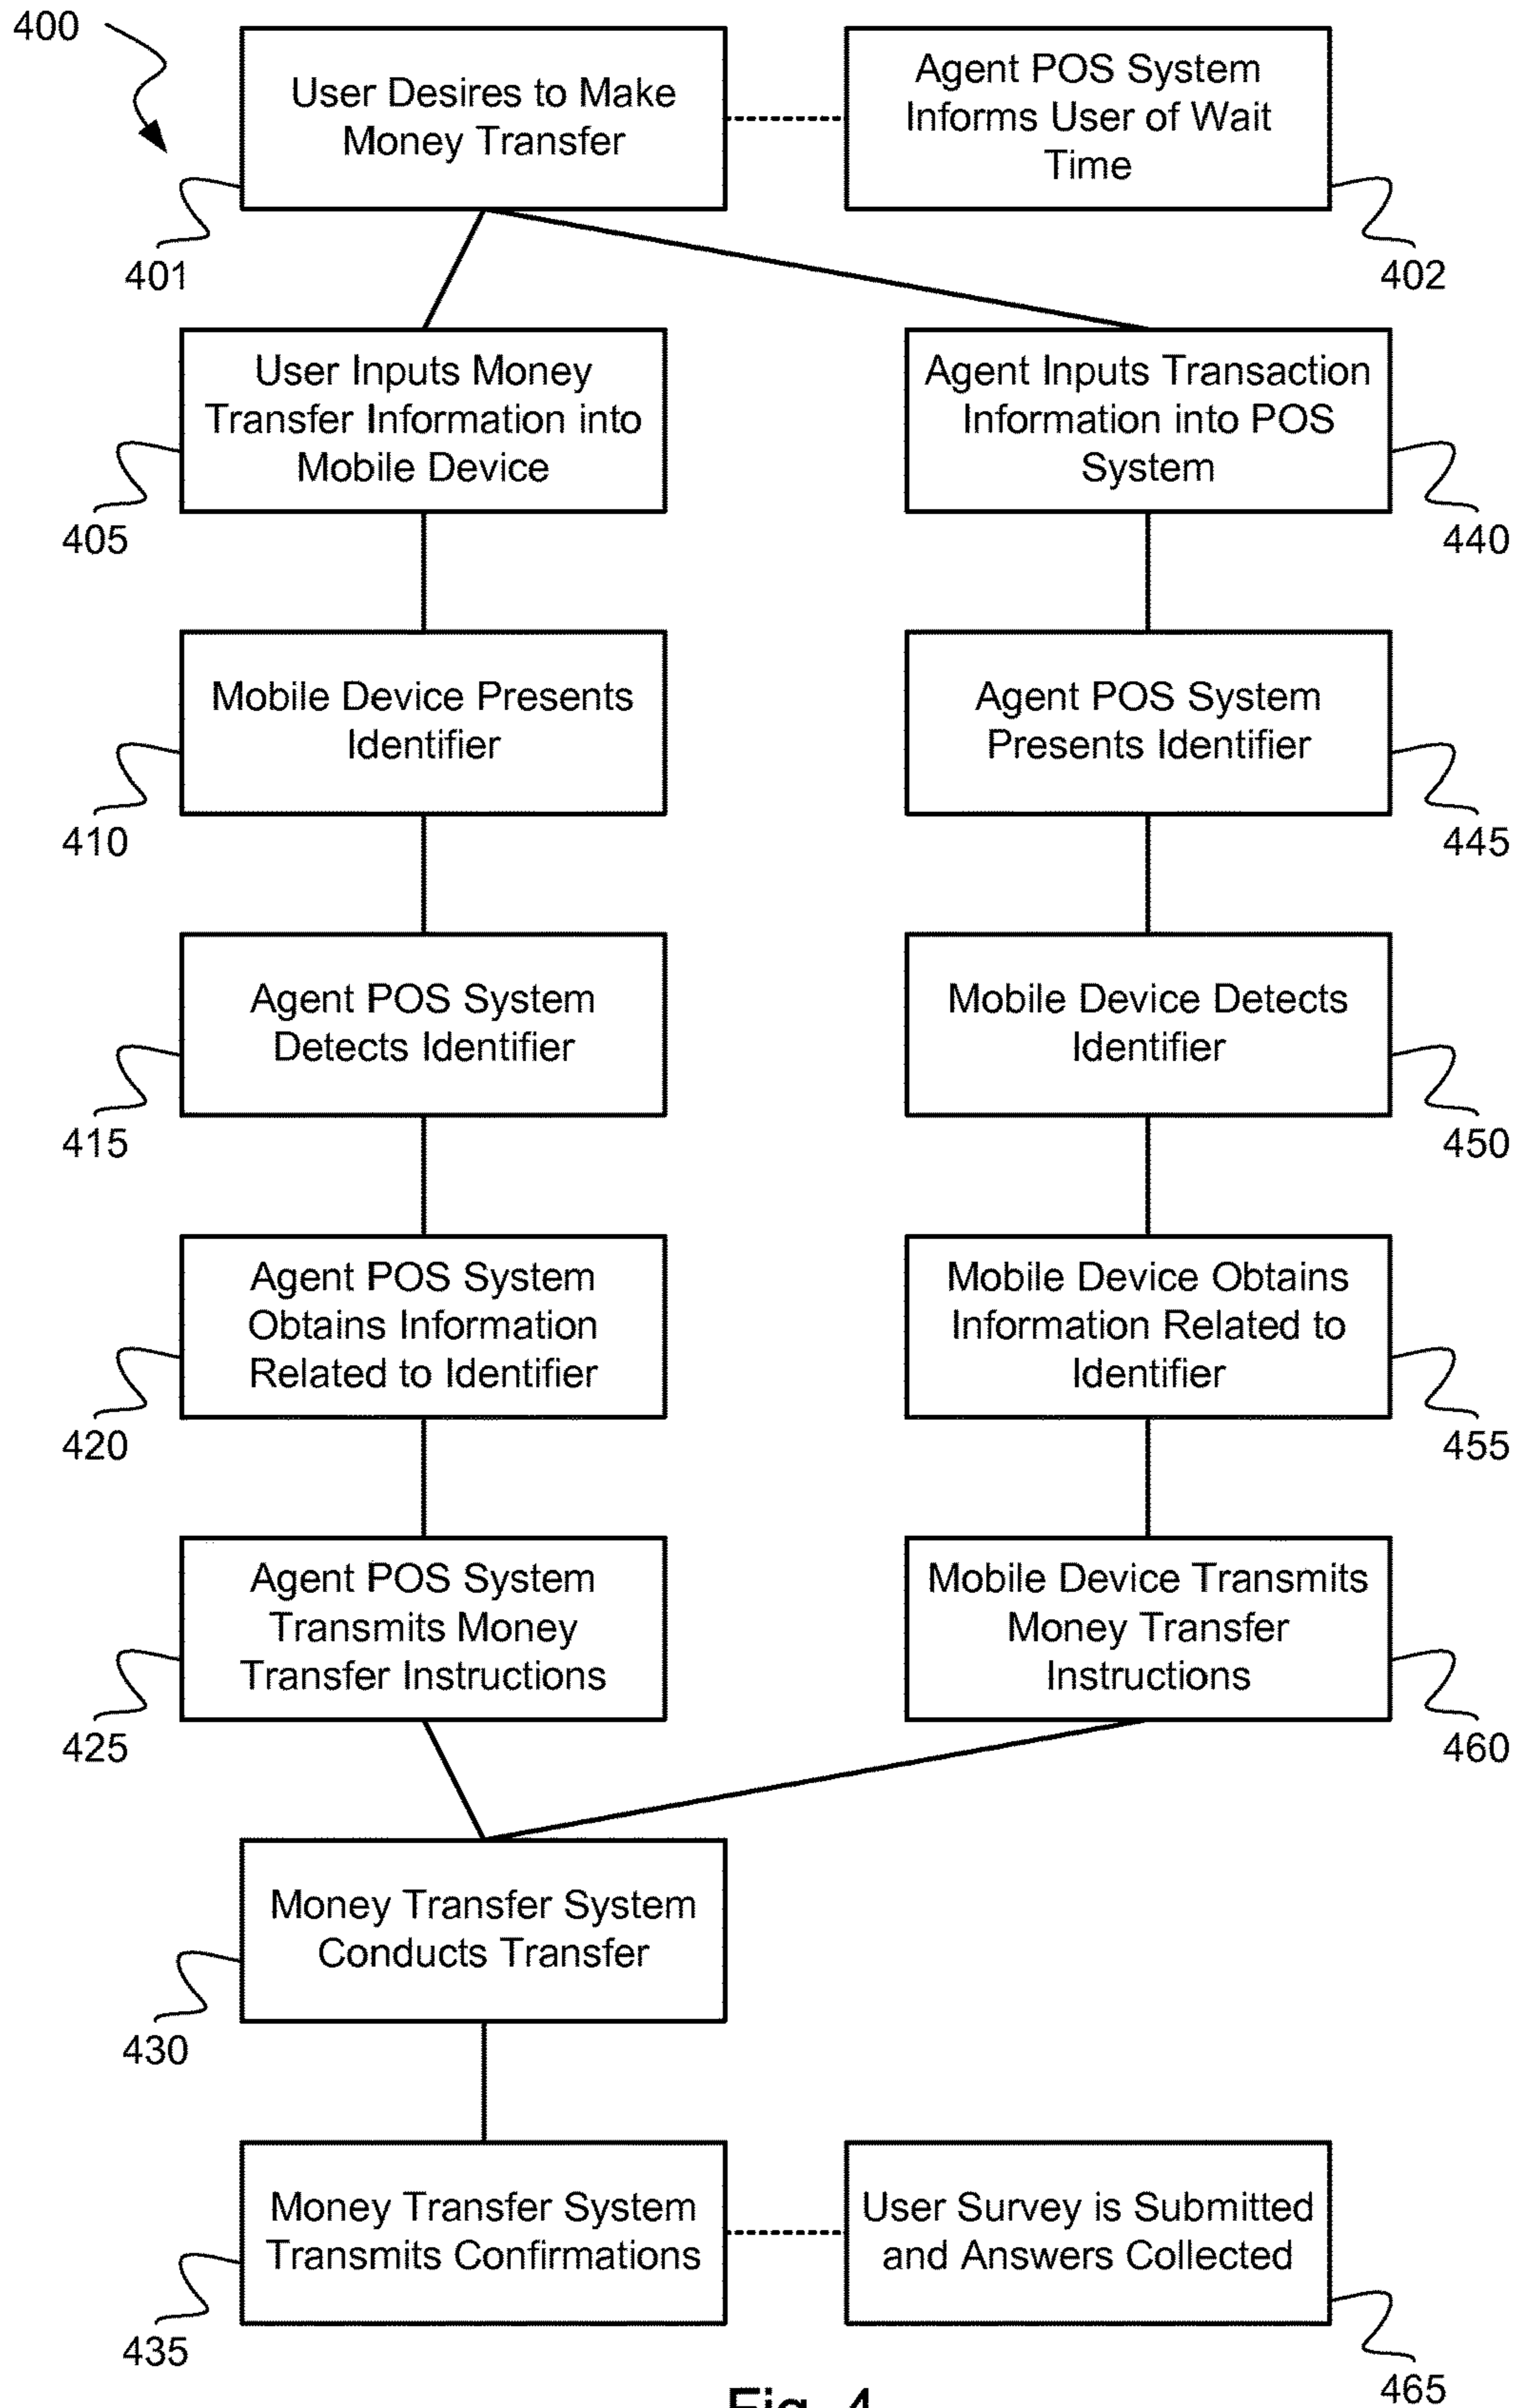 400
User Desires to Make
Money Transfer
401
Agent POS System
Informs User of Wait
Time
402
User Inputs Money
Transfer Information into
Mobile Device
405
Agent Inputs Transaction
Information into POS
System
440
Mobile Device Presents
Identifier
410
Agent POS System
Presents Identifier
445
Agent POS System
Detects Identifier
415
Mobile Device Detects
Identifier
450
Agent POS System
Obtains Information
Related to Identifier
420
Mobile Device Obtains
Information Related to
Identifier
455
Agent POS System
Transmits Money
Transfer Instructions
425
Mobile Device Transmits
Money Transfer
Instructions
460
Money Transfer System
Conducts Transfer
430
Money Transfer System
Transmits Confirmations
435
User Survey is Submitted
and Answers Collected
465
Fig. 4